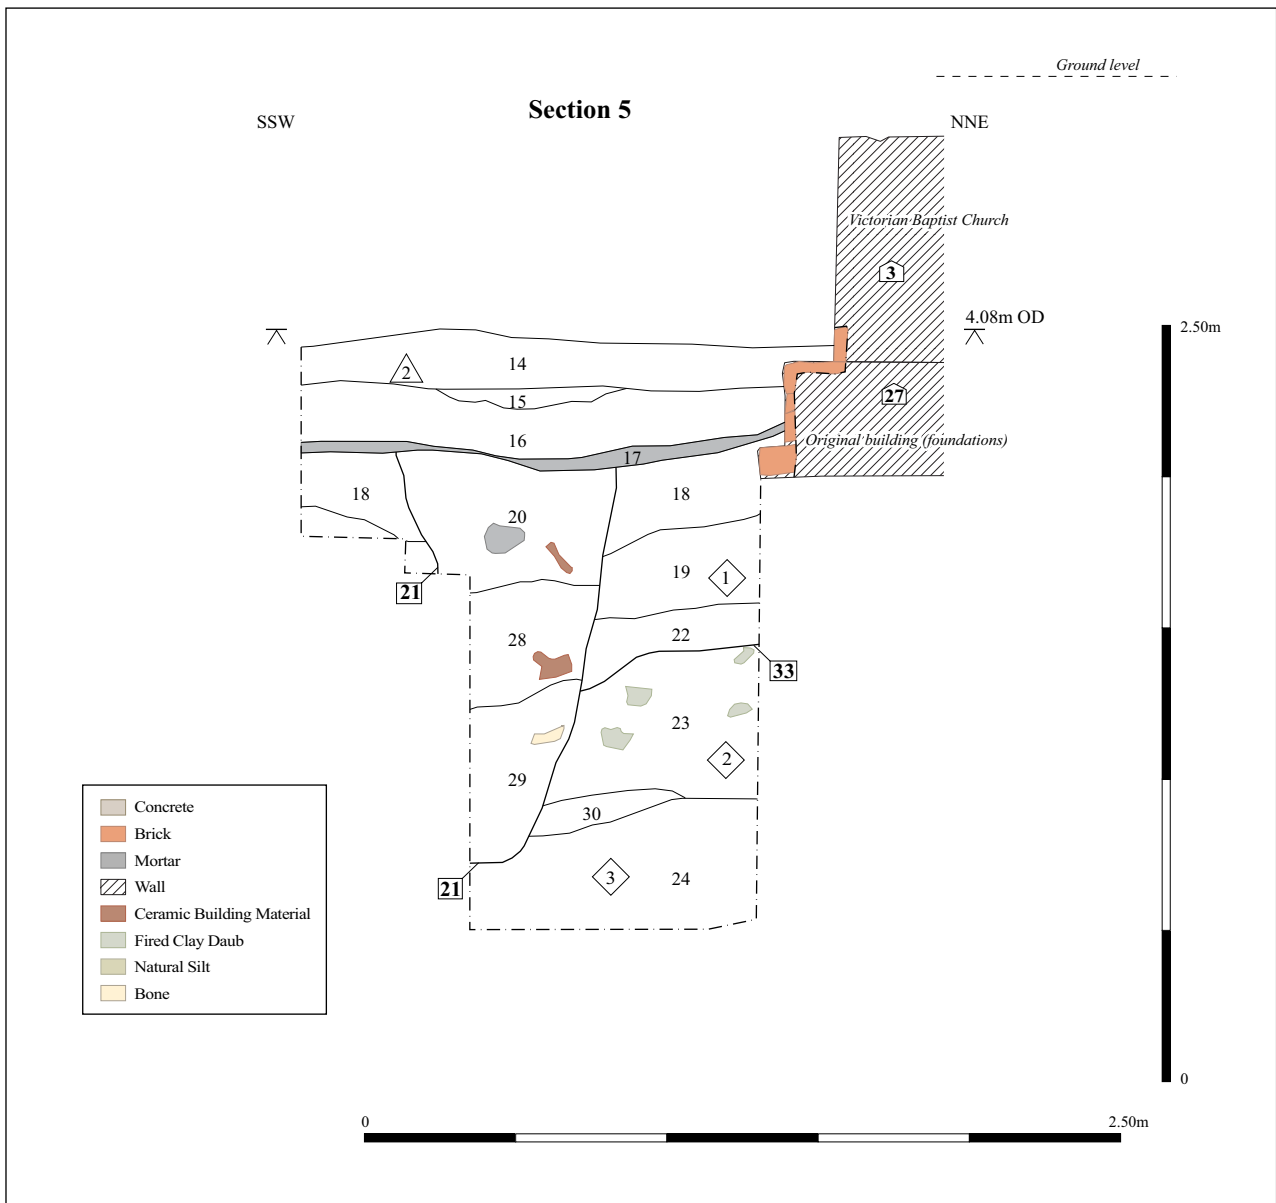 Ground level
Section 5
SSW
NNE
Victorian Baptist Church
3
4.08m OD
2.50m
14
2
15
27
16
Original building (foundations)
17
18
18
20
19
1
21
22
28
33
23
2
29
30
24
3
21
Concrete
Brick
Mortar
Wall
Ceramic Building Material
Fired Clay Daub
Natural Silt
Bone
0
0
2.50m